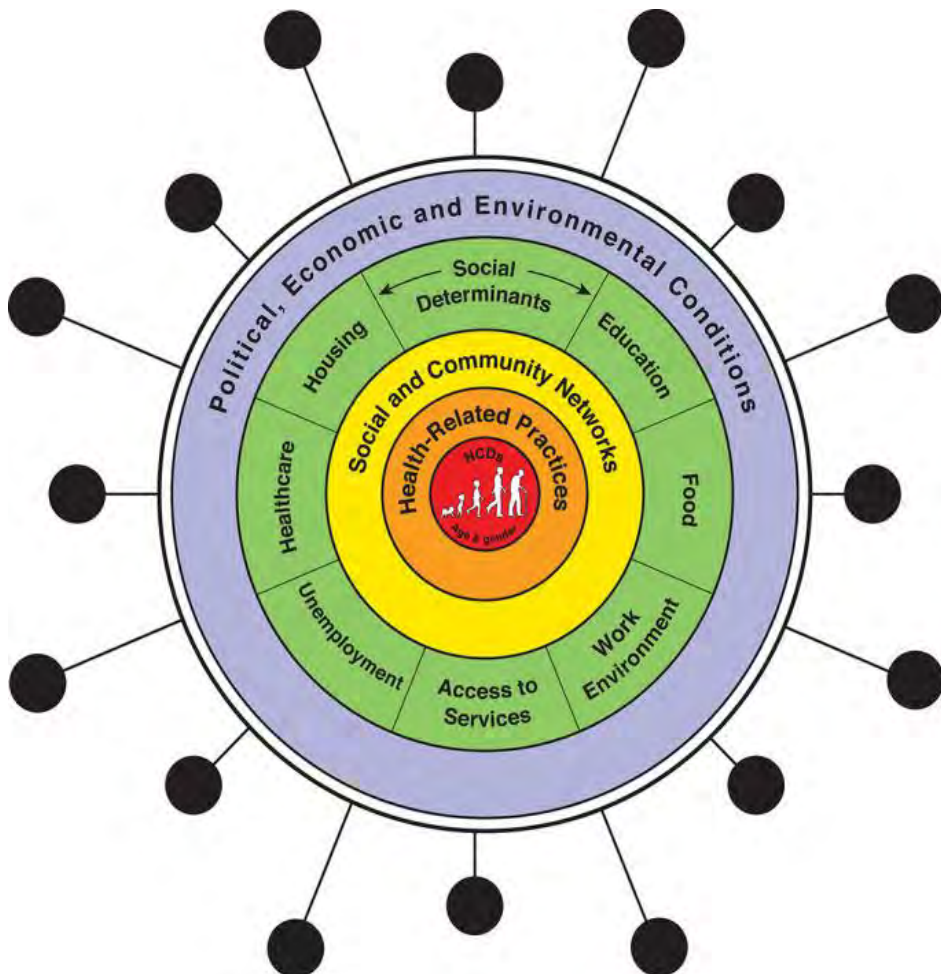 Political, Economic and Environmental Conditions
Social
Determinants
Education
Food
Work
Environment
Access to
Services
Unemployment
Healthcare
Housing
Social and Community Networks
Health-Related Practices
NCDs
Age & gender